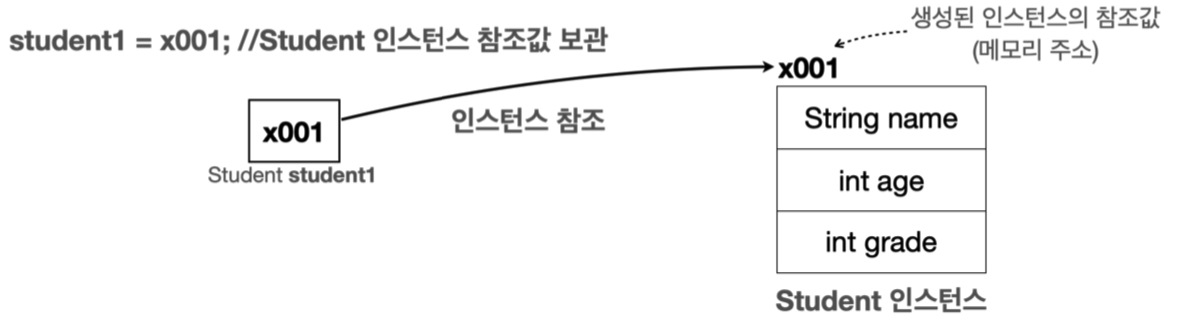 student1 = x001; //Student 인스턴스 참조값 보관
생성된 인스턴스의 참조값
(메모리 주소)
x001
x001
인스턴스 참조
Student student1
String name
int age
int grade
Student 인스턴스